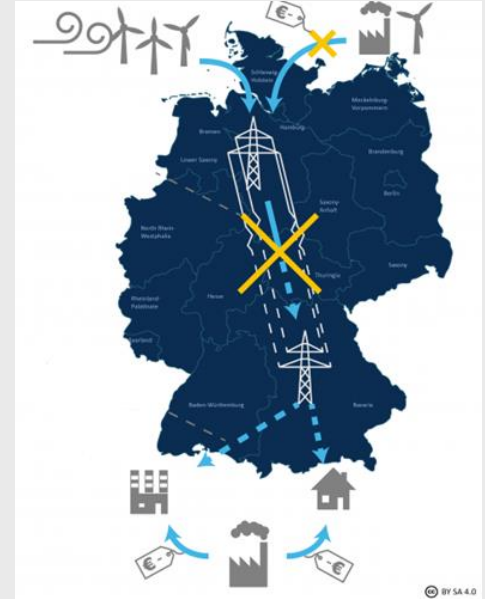 €
Schleswig-
Holstein
Mecklenburg-
Vorpommern
Hamburg
Bremen
Lower Saxony
Brandenburg
Berlin
Saxony-
Anhalt
North Rhine-
Westphalia
Saxony
Thuringia
Hesse
Rhineland-
Palatinate
Saarland
Baden-Württemberg
Bavaria
€
€
cc BY SA 4.0